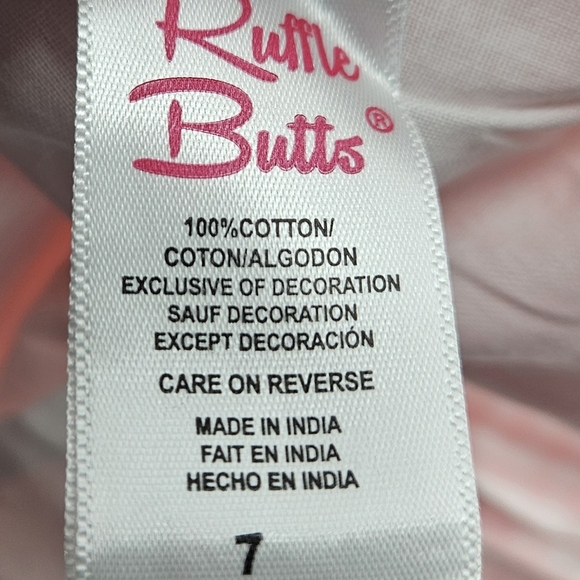 Ruffle
Butts®
100%COTTON/
COTON/ALGODON
EXCLUSIVE OF DECORATION
SAUF DECORATION
EXCEPT DECORACIÓN
CARE ON REVERSE
MADE IN INDIA
FAIT EN INDIA
HECHO EN INDIA
7